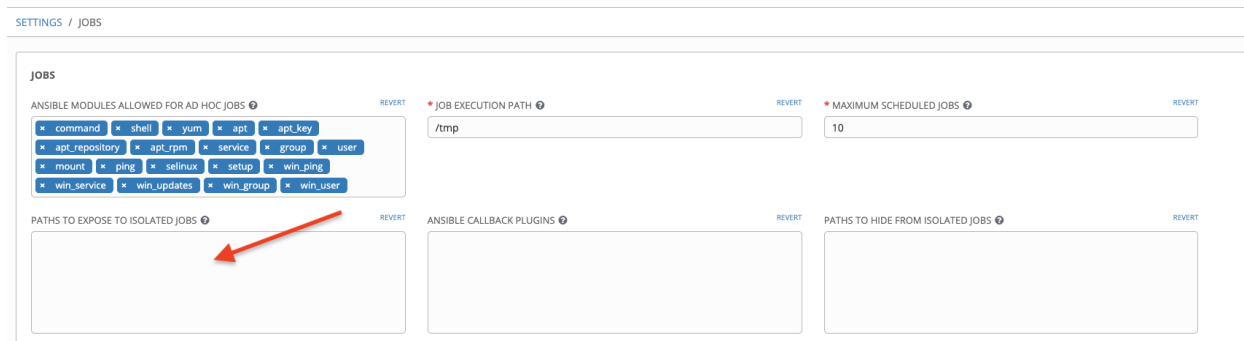 SETTINGS / JOBS
JOBS
ANSIBLE MODULES ALLOWED FOR AD HOC JOBS ? REVERT
× command × shell × yum × apt × apt_key
× apt_repository × apt_rpm × service × group × user
× mount × ping × selinux × setup × win_ping
× win_service × win_updates × win_group × win_user
* JOB EXECUTION PATH ? REVERT
/tmp
* MAXIMUM SCHEDULED JOBS ? REVERT
10
PATHS TO EXPOSE TO ISOLATED JOBS ? REVERT
ANSIBLE CALLBACK PLUGINS ? REVERT
PATHS TO HIDE FROM ISOLATED JOBS ? REVERT